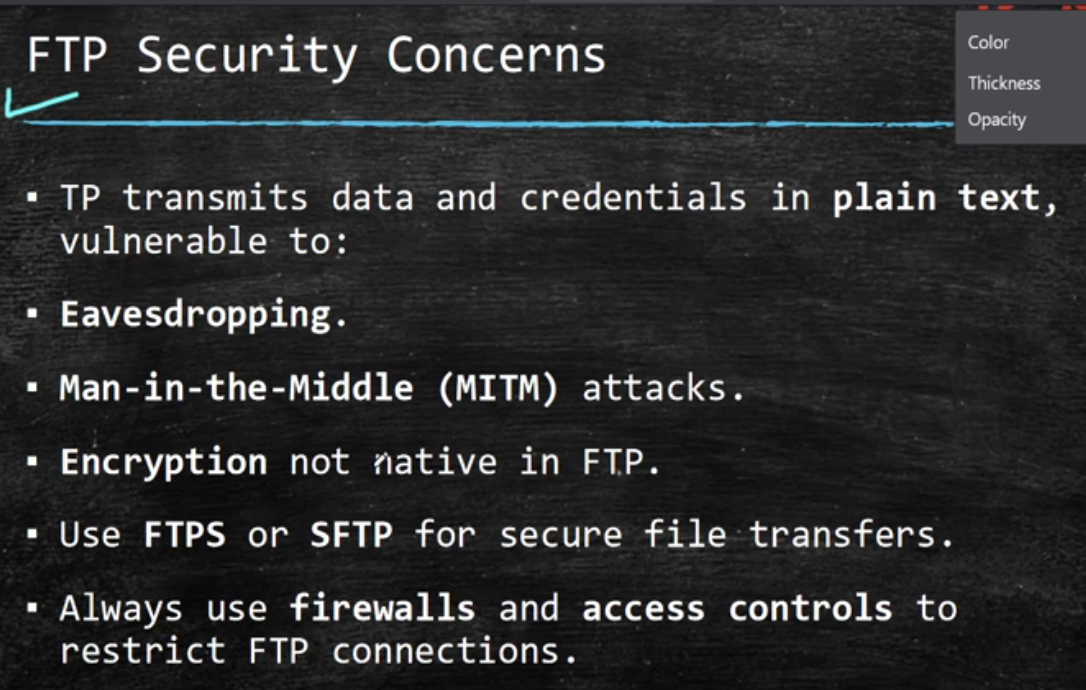 FTP Security Concerns
Color
Thickness
Opacity
▪ TP transmits data and credentials in plain text,
vulnerable to:
▪ Eavesdropping.
▪ Man-in-the-Middle (MITM) attacks.
▪ Encryption not native in FTP.
▪ Use FTPS or SFTP for secure file transfers.
▪ Always use firewalls and access controls to
restrict FTP connections.